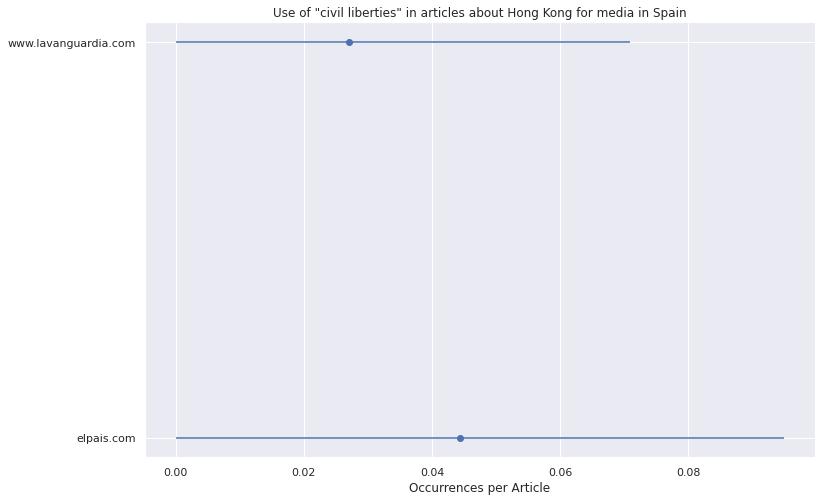 Use of "civil liberties" in articles about Hong Kong for media in Spain
www.lavanguardia.com
elpais.com
0.00 0.02 0.04 0.06 0.08
Occurrences per Article